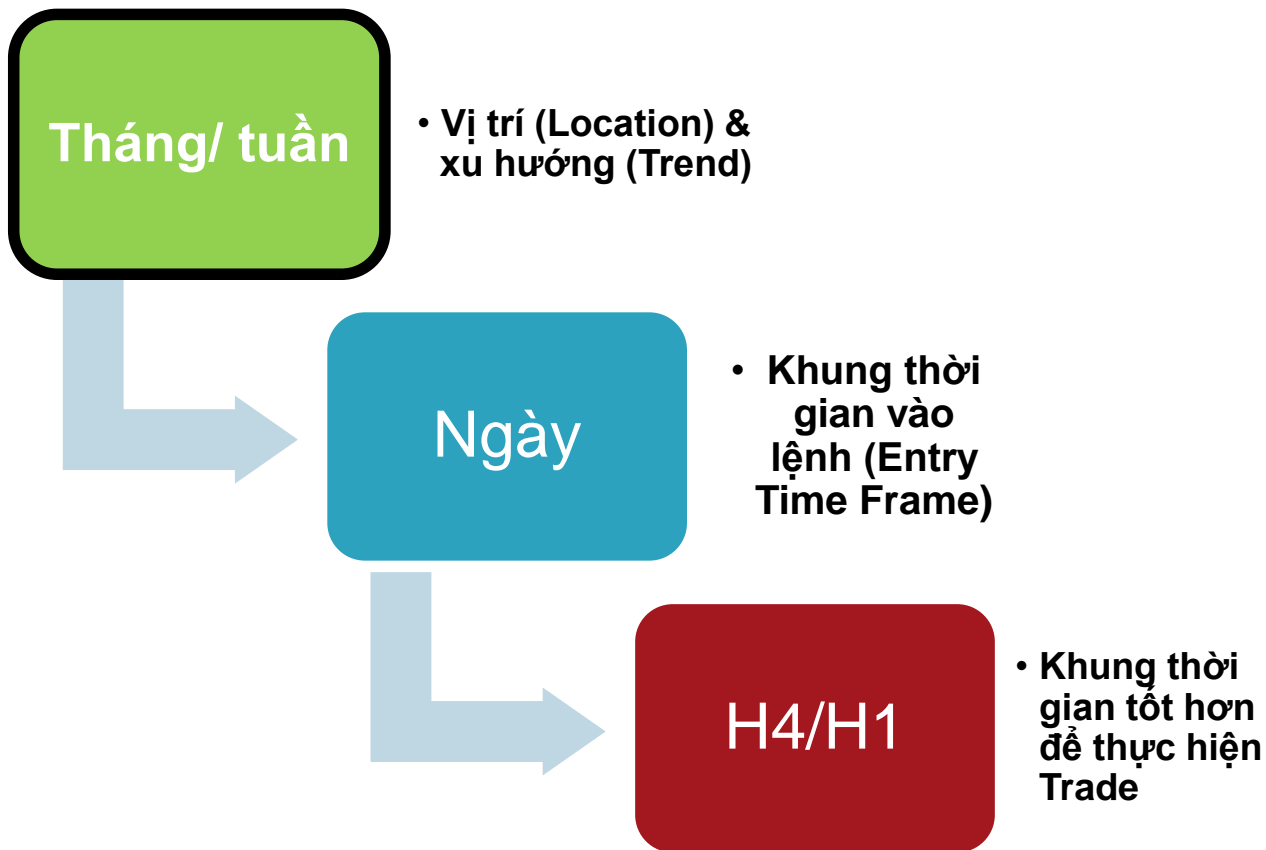 Tháng/ tuần
• Vị trí (Location) &
xu hướng (Trend)
Ngày
• Khung thời
gian vào
lệnh (Entry
Time Frame)
H4/H1
• Khung thời
gian tốt hơn
để thực hiện
Trade